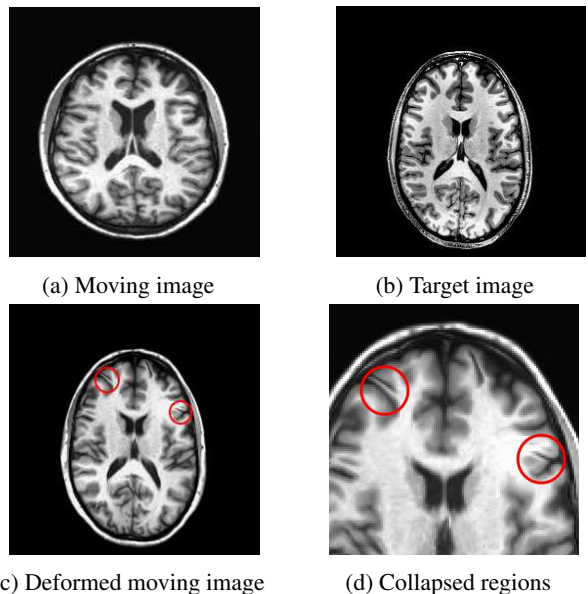 (a) Moving image
(b) Target image
c) Deformed moving image
(d) Collapsed regions